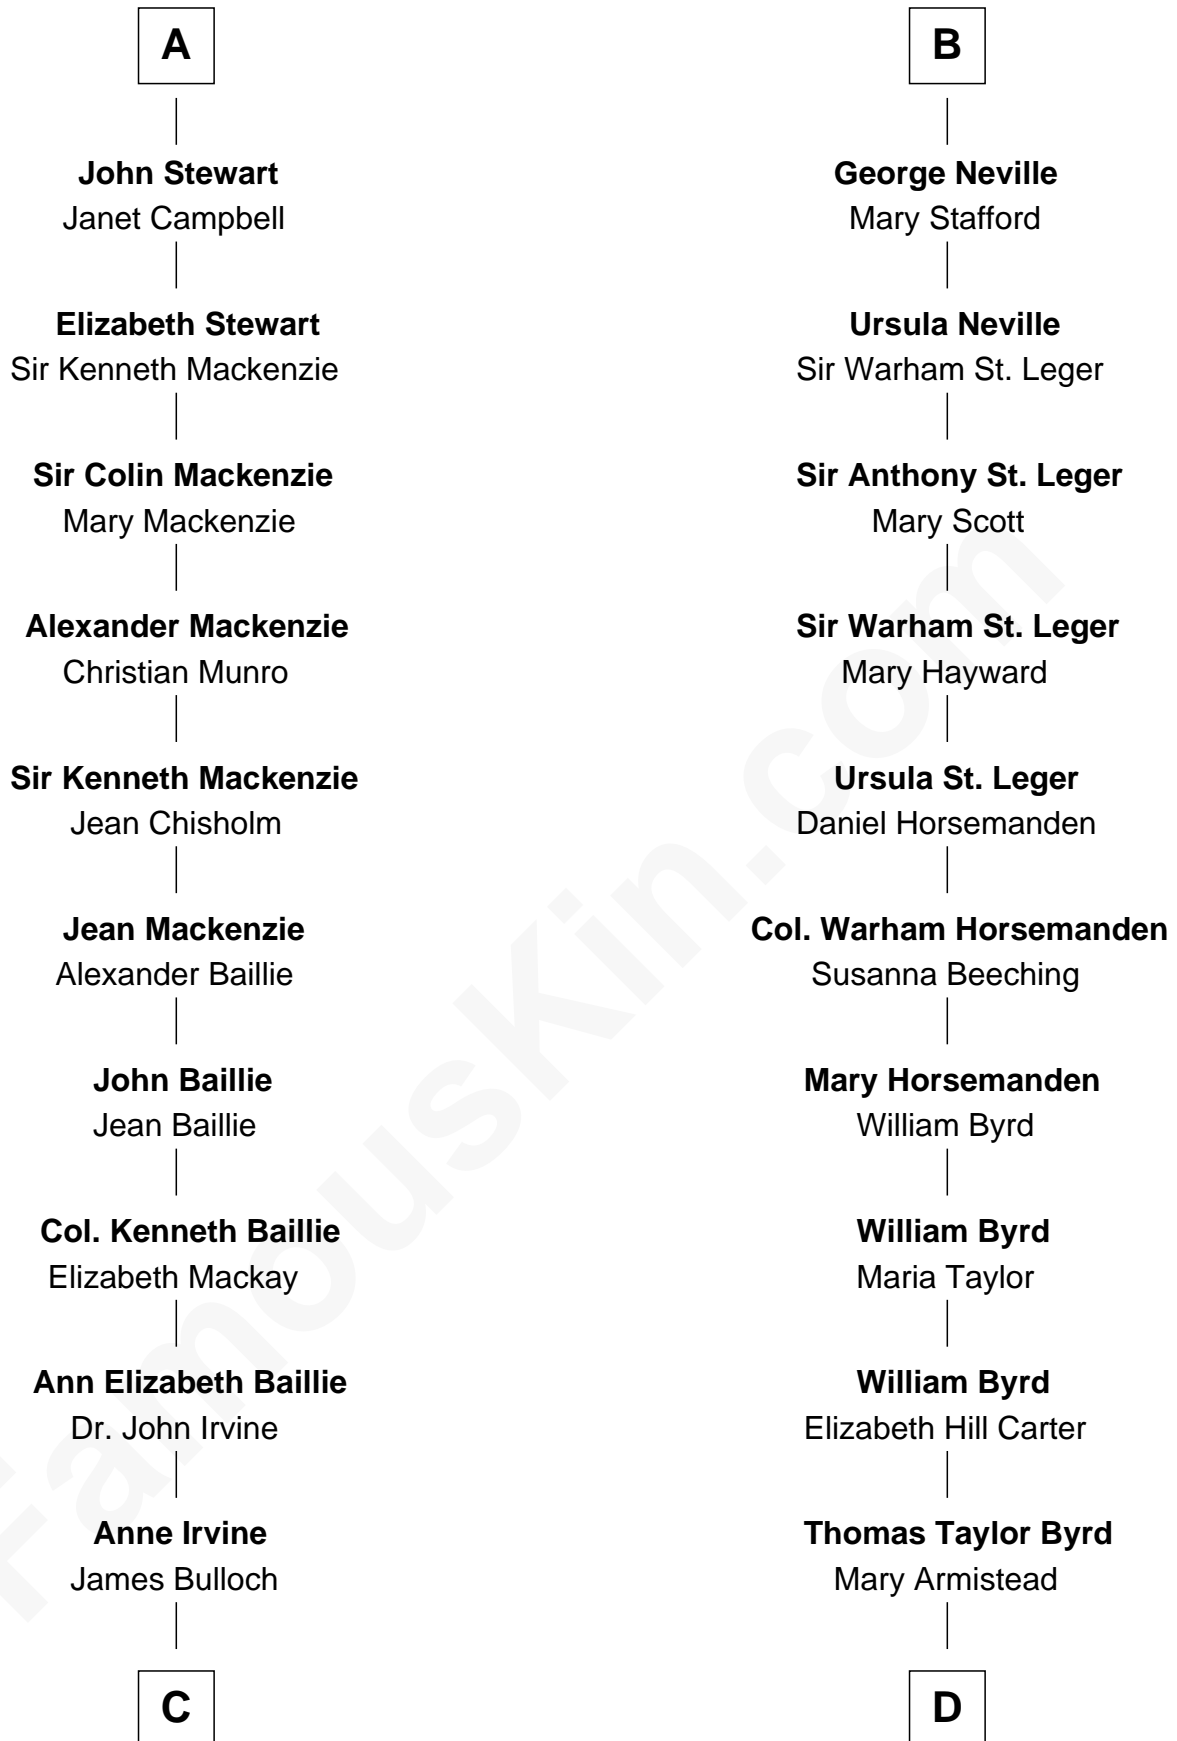 A
John Stewart
Janet Campbell
Elizabeth Stewart
Sir Kenneth Mackenzie
Sir Colin Mackenzie
Mary Mackenzie
Alexander Mackenzie
Christian Munro
Sir Kenneth Mackenzie
Jean Chisholm
Jean Mackenzie
Alexander Baillie
John Baillie
Jean Baillie
Col. Kenneth Baillie
Elizabeth Mackay
Ann Elizabeth Baillie
Dr. John Irvine
Anne Irvine
James Bulloch
C
B
George Neville
Mary Stafford
Ursula Neville
Sir Warham St. Leger
Sir Anthony St. Leger
Mary Scott
Sir Warham St. Leger
Mary Hayward
Ursula St. Leger
Daniel Horsemanden
Col. Warham Horsemanden
Susanna Beeching
Mary Horsemanden
William Byrd
William Byrd
Maria Taylor
William Byrd
Elizabeth Hill Carter
Thomas Taylor Byrd
Mary Armistead
D
FamousKin.com